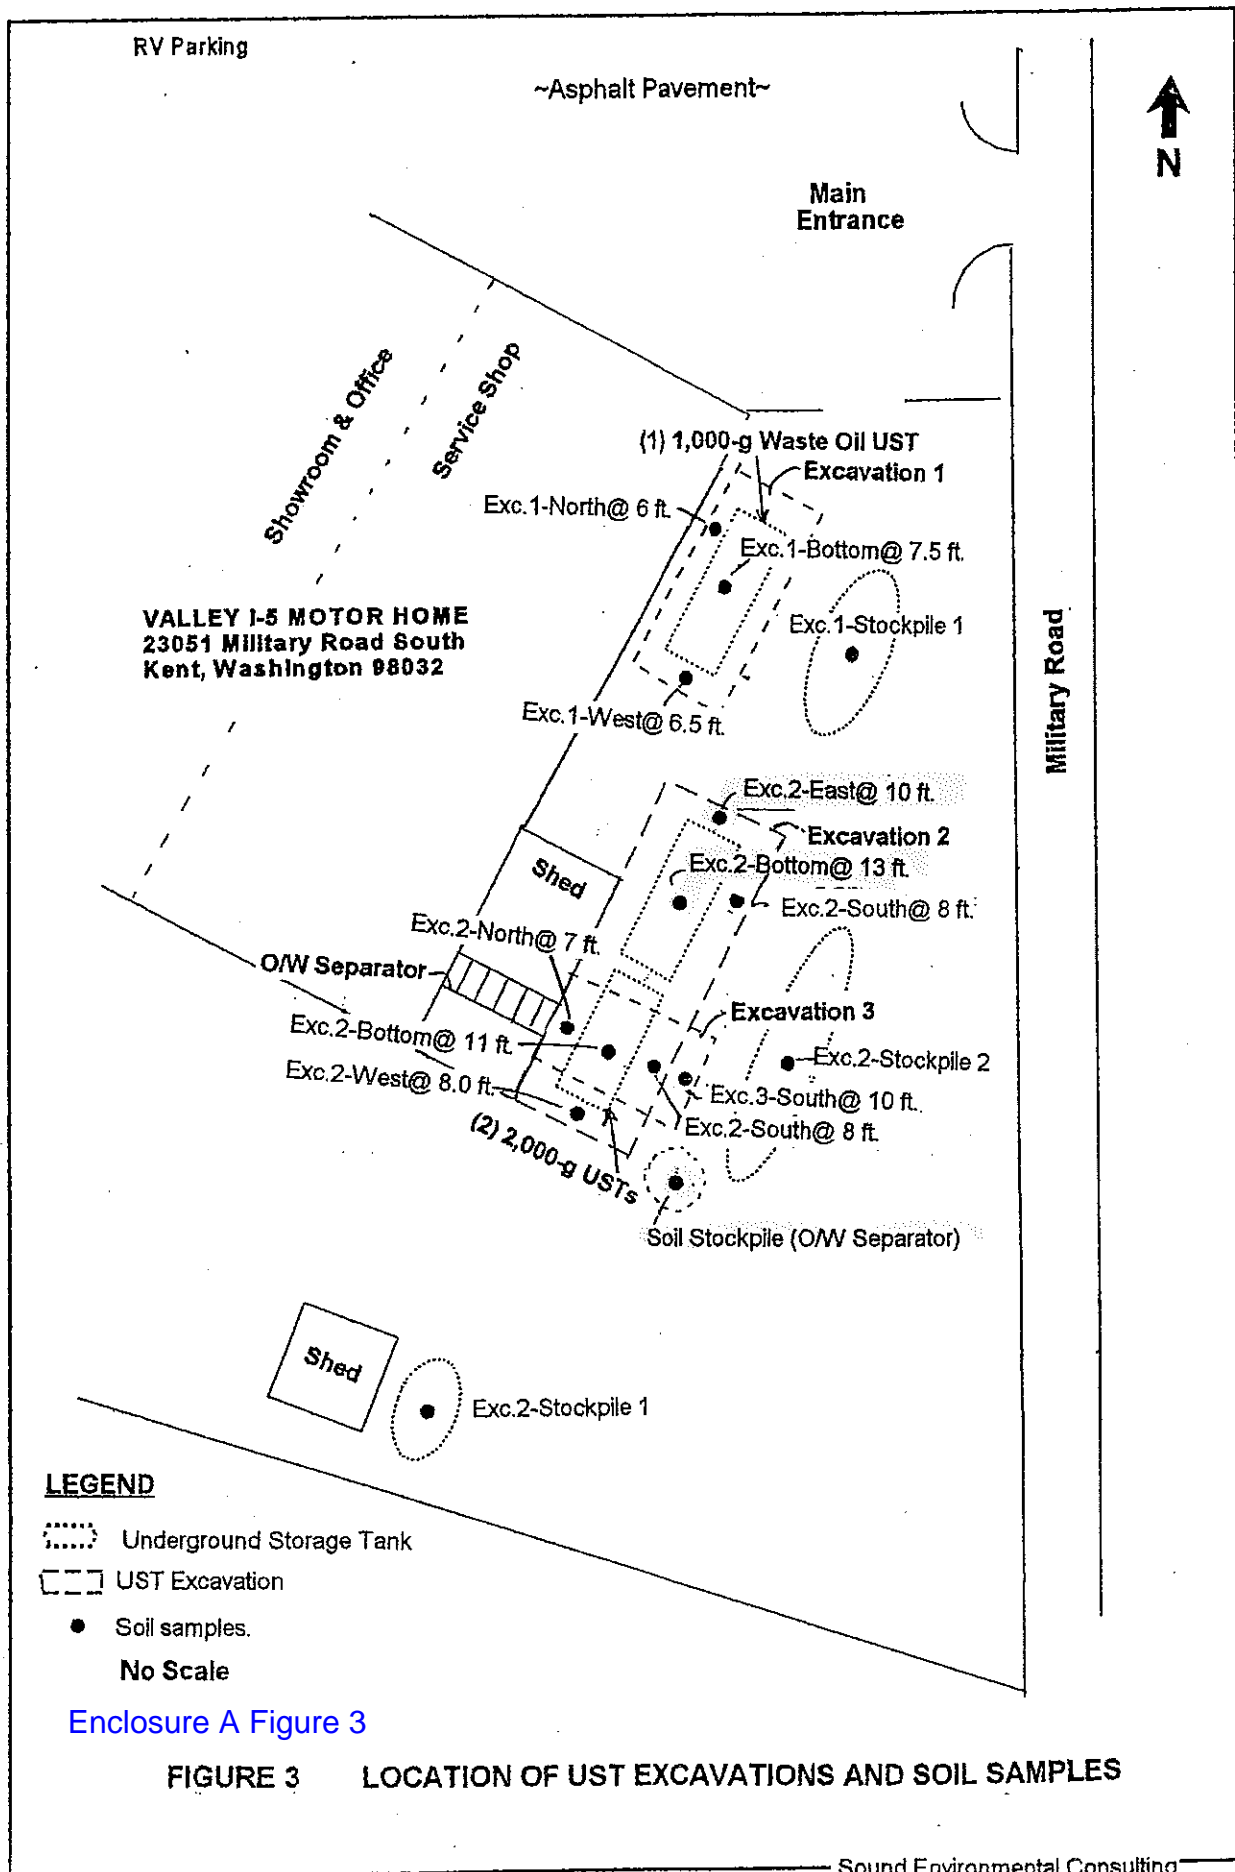 RV Parking
~Asphalt Pavement~
N
Main
Entrance
Showroom & Office
Service Shop
(1) 1,000-g Waste Oil UST
Excavation 1
Exc.1-North@ 6 ft.
Exc.1-Bottom@ 7.5 ft.
VALLEY I-5 MOTOR HOME
23051 Military Road South
Kent, Washington 98032
Exc.1-Stockpile 1
Military Road
Exc.1-West@ 6.5 ft.
Exc.2-East@ 10 ft.
Excavation 2
Shed
Exc.2-Bottom@ 13 ft.
Exc.2-South@ 8 ft.
Exc.2-North@ 7 ft.
O/W Separator
Excavation 3
Exc.2-Bottom@ 11 ft.
Exc.2-Stockpile 2
Exc.2-West@ 8.0 ft.
Exc.3-South@ 10 ft.
Exc.2-South@ 8 ft.
(2) 2,000-g USTs
Soil Stockpile (O/W Separator)
Shed
Exc.2-Stockpile 1
LEGEND
Underground Storage Tank
UST Excavation
Soil samples.
No Scale
Enclosure A Figure 3
FIGURE 3 LOCATION OF UST EXCAVATIONS AND SOIL SAMPLES
Sound Environmental Consulting